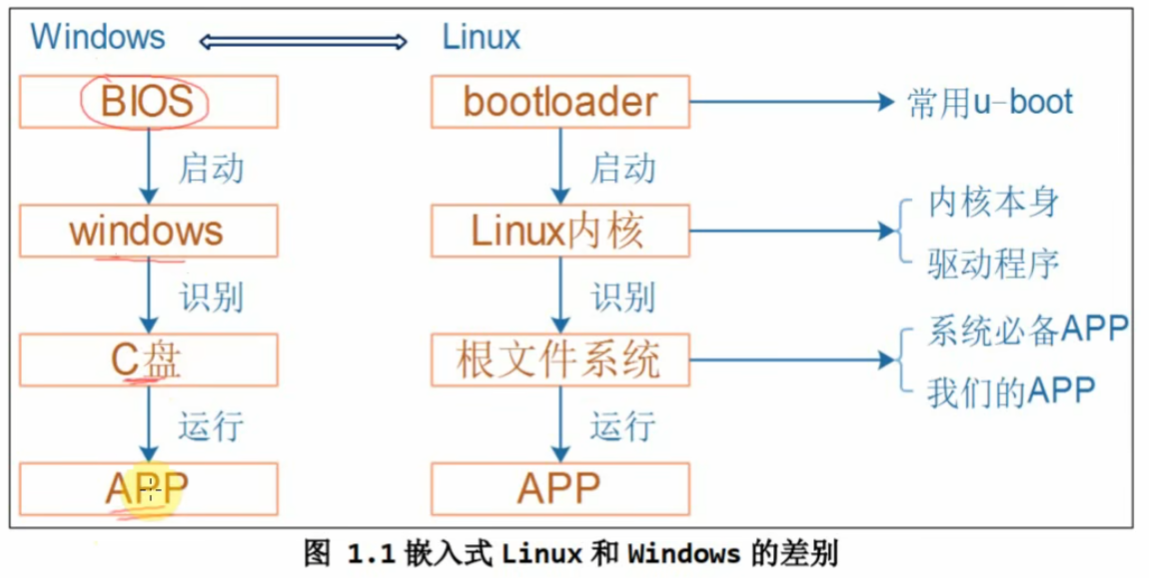 Windows Linux
BIOS bootloader 常用u-boot
启动 启动
windows Linux内核 内核本身
驱动程序
识别 识别
C盘 根文件系统 系统必备APP
我们的APP
运行 运行
APP APP
图 1.1 嵌入式 Linux 和 Windows 的差别